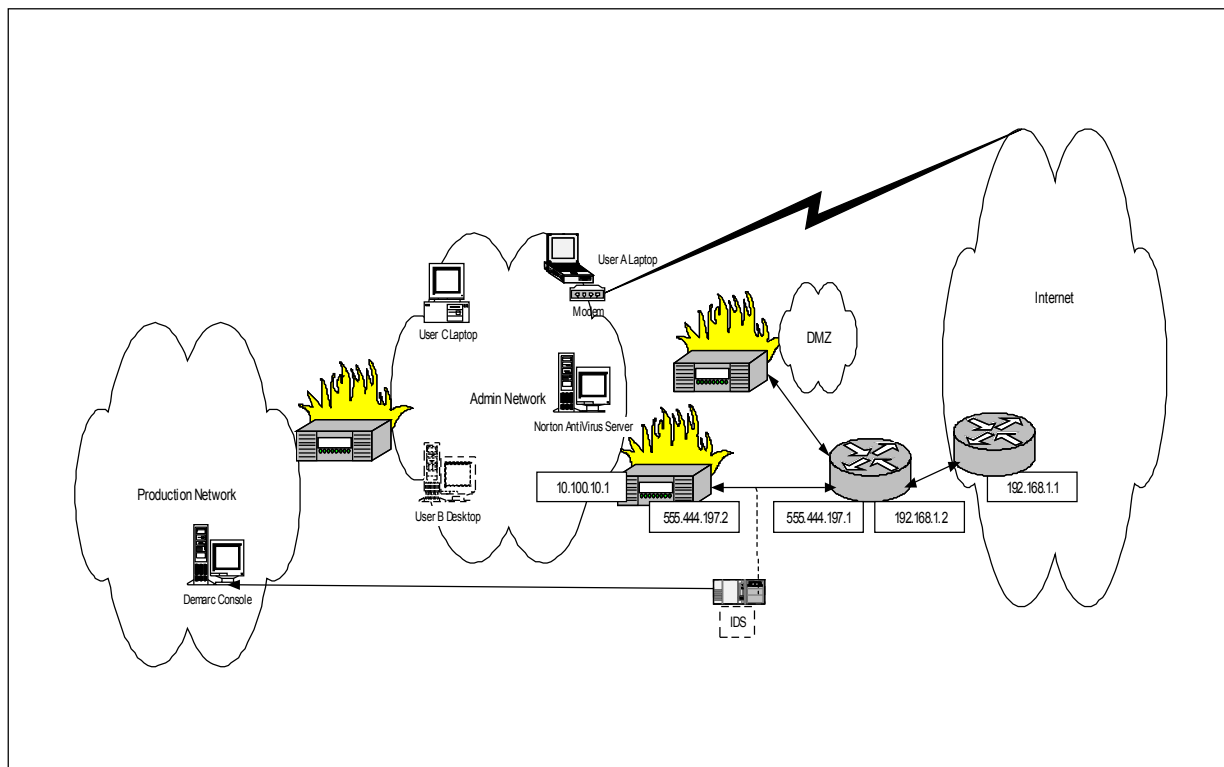 User A Laptop
Modem
User C Laptop
Internet
DMZ
Admin Network
Norton AntiVirus Server
Production Network
10.100.10.1
555.444.197.2
555.444.197.1
192.168.1.2
192.168.1.1
User B Desktop
Demarc Console
IDS